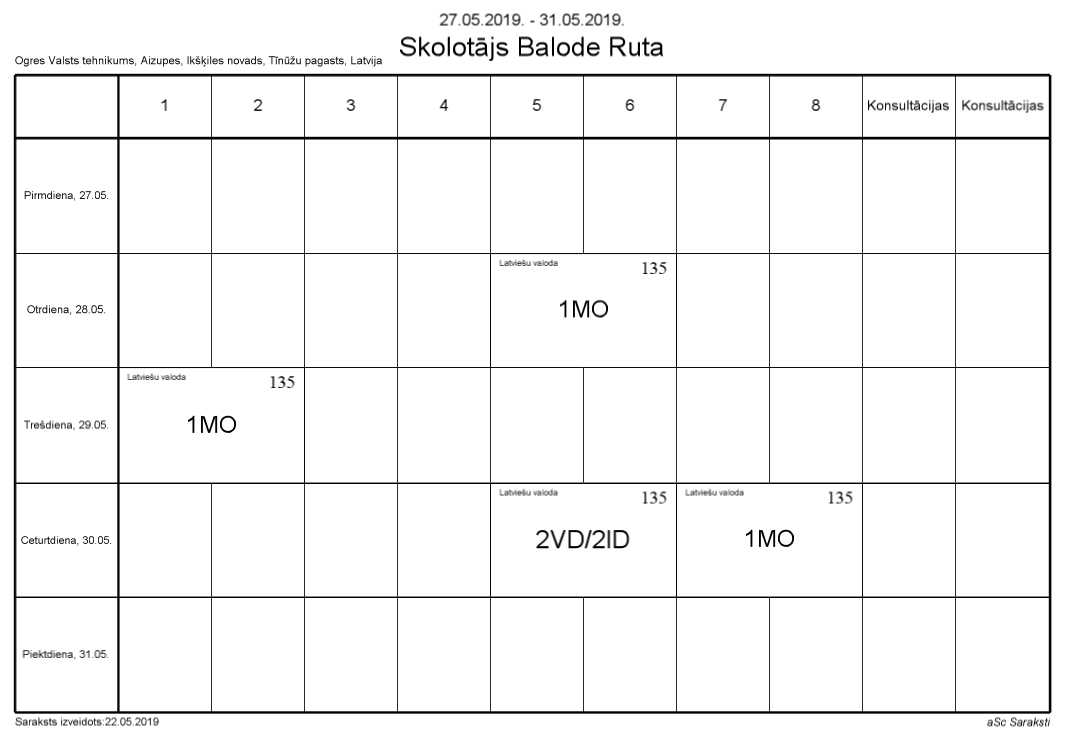 27.05.2019. - 31.05.2019.
Skolotājs Balode Ruta
Ogres Valsts tehnikums, Aizupes, Ikšķiles novads, Tīnūžu pagasts, Latvija
1 2 3 4 5 6 7 8 Konsultācijas Konsultācijas
Pirmdiena, 27.05.
Latviešu valoda 135
Otrdiena, 28.05. 1MO
Latviešu valoda 135
Trešdiena, 29.05. 1MO
Latviešu valoda 135 Latviešu valoda 135
Ceturtdiena, 30.05. 2VD/2ID 1MO
Piektdiena, 31.05.
Saraksts izveidots:22.05.2019 aSc Saraksti